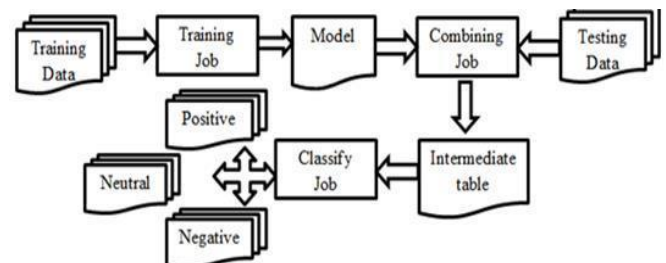 Training
Data
Training
Job
Model
Combining
Job
Testing
Data
Positive
Neutral
Negative
Classify
Job
Intermediate
table